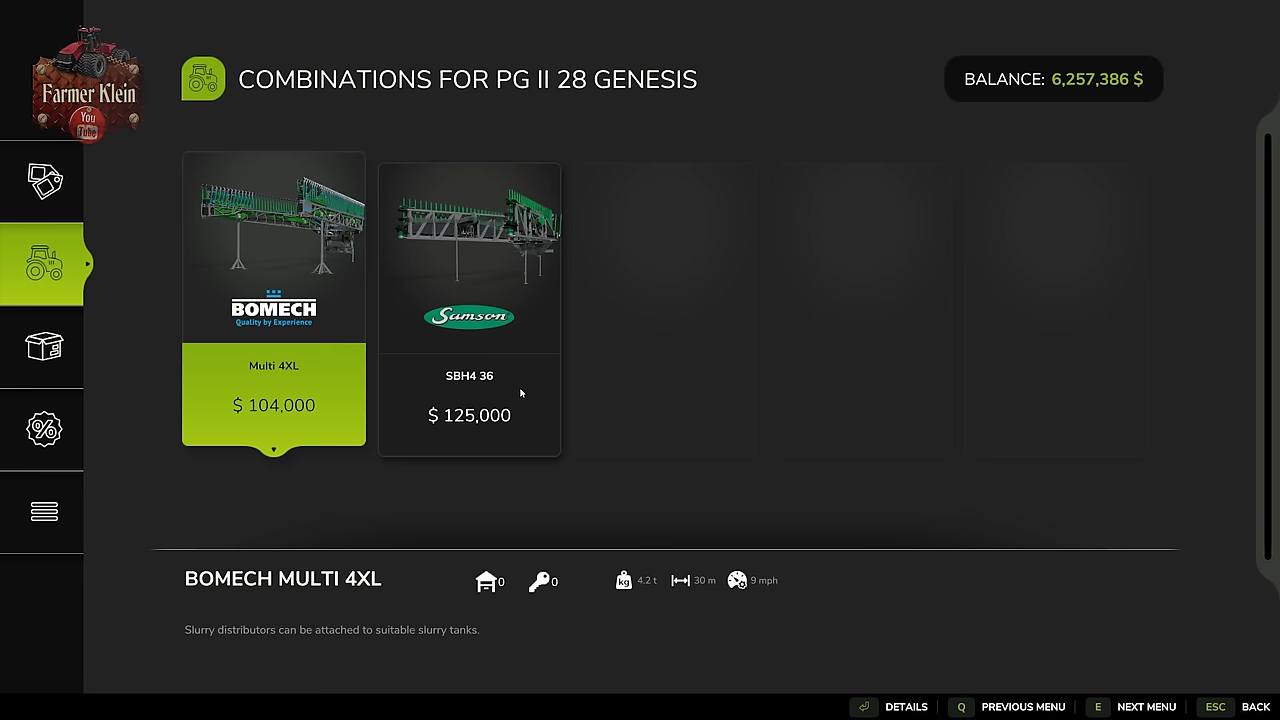 Farmer Klein
You
Tube
COMBINATIONS FOR PG II 28 GENESIS
BALANCE: 6,257,386 $
BOMECH
Quality by Experience
Multi 4XL
$ 104,000
Samson
SBH4 36
$ 125,000
BOMECH MULTI 4XL
0
0
kg 4.2 t
30 m
9 mph
Slurry distributors can be attached to suitable slurry tanks.
DETAILS
Q PREVIOUS MENU
E NEXT MENU
ESC BACK